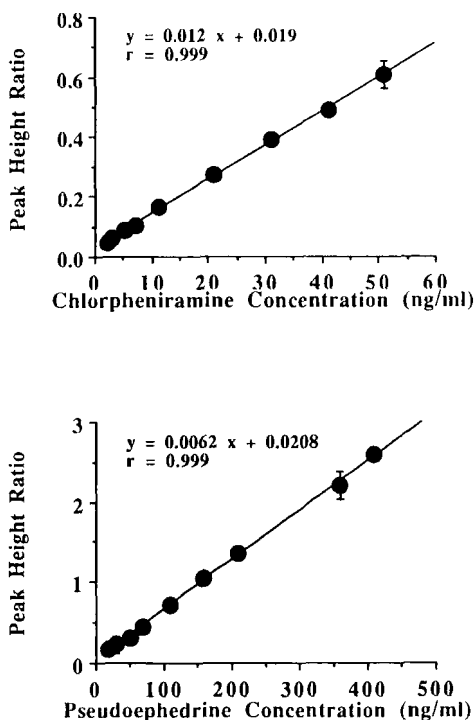 y = 0.012 x + 0.019
r = 0.999
Peak Height Ratio
0.8
0.6
0.4
0.2
0.0
0 10 20 30 40 50 60
Chlorpheniramine Concentration (ng/ml)
y = 0.0062 x + 0.0208
r = 0.999
Peak Height Ratio
3
2
1
0
0 100 200 300 400 500
Pseudoephedrine Concentration (ng/ml)